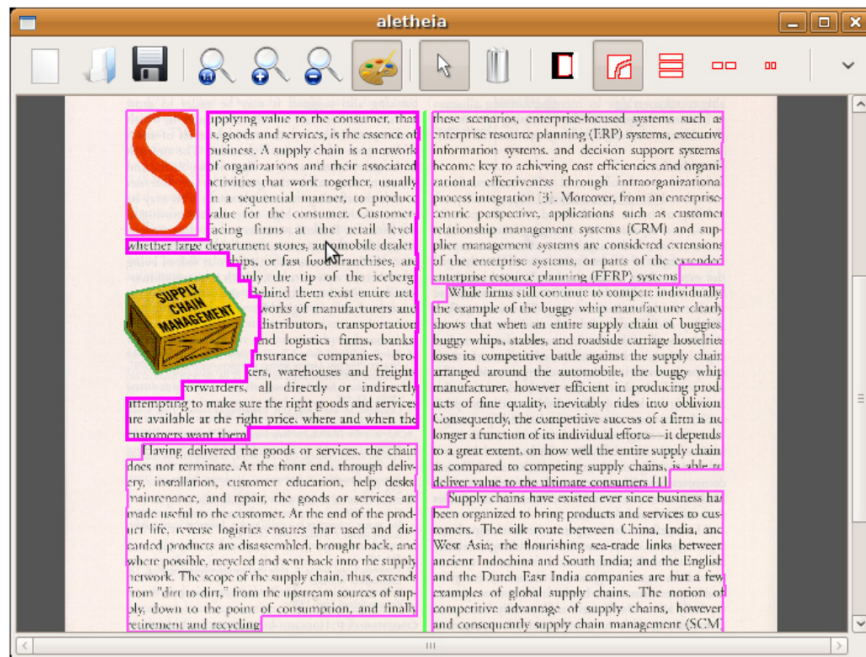 aletheia
S
upplying value to the consumer, that
s, goods and services, is the essence of
business. A supply chain is a network
of organizations and their associated
activities that work together, usually
in a sequential manner, to produce
value for the consumer. Customer
facing firms at the retail level
whether large department stores, automobile dealer
ships, or fast food franchises, are
only the tip of the iceberg
Behind them exist entire net
works of manufacturers and
distributors, transportation
and logistics firms, banks
insurance companies, bro-
kers, warehouses and freight-
forwarders, all directly or indirectly
attempting to make sure the right goods and services
are available at the right price, where and when the
customers want them
SUPPLY
CHAIN
MANAGEMENT
Having delivered the goods or services, the chain
does not terminate. At the front end, through deliv-
ery, installation, customer education, help desks
maintenance, and repair, the goods or services are
made useful to the customer. At the end of the prod-
uct life, reverse logistics ensures that used and dis-
carded products are disassembled, brought back, and
where possible, recycled and sent back into the supply
network. The scope of the supply chain, thus, extends
from "dirt to dirt," from the upstream sources of sup-
ply, down to the point of consumption, and finally
retirement and recycling
these scenarios, enterprise-focused systems such as
enterprise resource planning (ERP) systems, executive
information systems, and decision support systems
become key to achieving cost efficiencies and organi-
zational effectiveness through intraorganizational
process integration [3]. Moreover, from an enterprise-
centric perspective, applications such as customer
relationship management systems (CRM) and sup-
plier management systems are considered extensions
of the enterprise systems, or parts of the extended
enterprise resource planning (EERP) systems
While firms still continue to compete individually
the example of the buggy whip manufacturer clearly
shows that when an entire supply chain of buggies
buggy whips, stables, and roadside carriage hostelries
loses its competitive battle against the supply chain
arranged around the automobile, the buggy whip
manufacturer, however efficient in producing prod-
ucts of fine quality, inevitably rides into oblivion
Consequently, the competitive success of a firm is no
longer a function of its individual efforts—it depends
to a great extent, on how well the entire supply chain
as compared to competing supply chains, is able to
deliver value to the ultimate consumers [1]
Supply chains have existed ever since business has
been organized to bring products and services to cus-
tomers. The silk route between China, India, and
West Asia; the flourishing sea-trade links between
ancient Indochina and South India; and the English
and the Dutch East India companies are but a few
examples of global supply chains. The notion of
competitive advantage of supply chains, however
and consequently supply chain management (SCM)